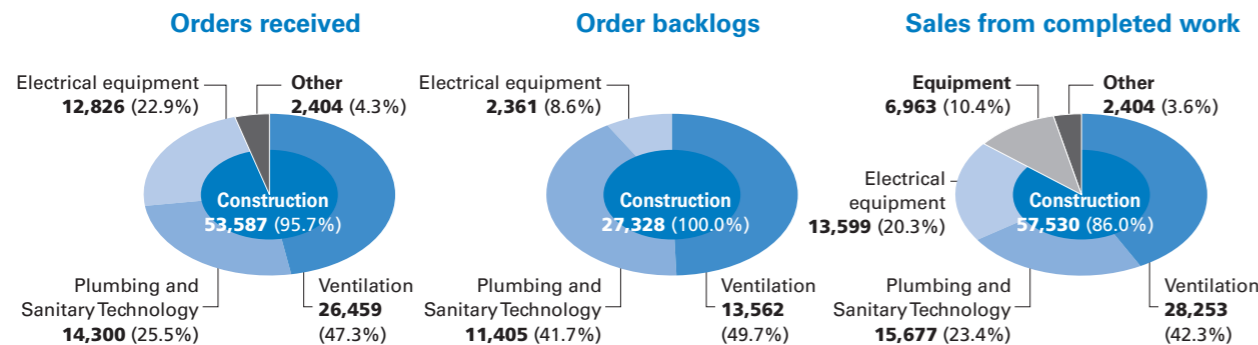 Orders received
Electrical equipment
12,826 (22.9%)
Other
2,404 (4.3%)
Construction
53,587 (95.7%)
Plumbing and
Sanitary Technology
14,300 (25.5%)
Ventilation
26,459
(47.3%)
Order backlogs
Electrical equipment
2,361 (8.6%)
Construction
27,328 (100.0%)
Plumbing and
Sanitary Technology
11,405 (41.7%)
Ventilation
13,562
(49.7%)
Sales from completed work
Equipment
6,963 (10.4%)
Other
2,404 (3.6%)
Electrical
equipment
13,599 (20.3%)
Construction
57,530 (86.0%)
Plumbing and
Sanitary Technology
15,677 (23.4%)
Ventilation
28,253
(42.3%)